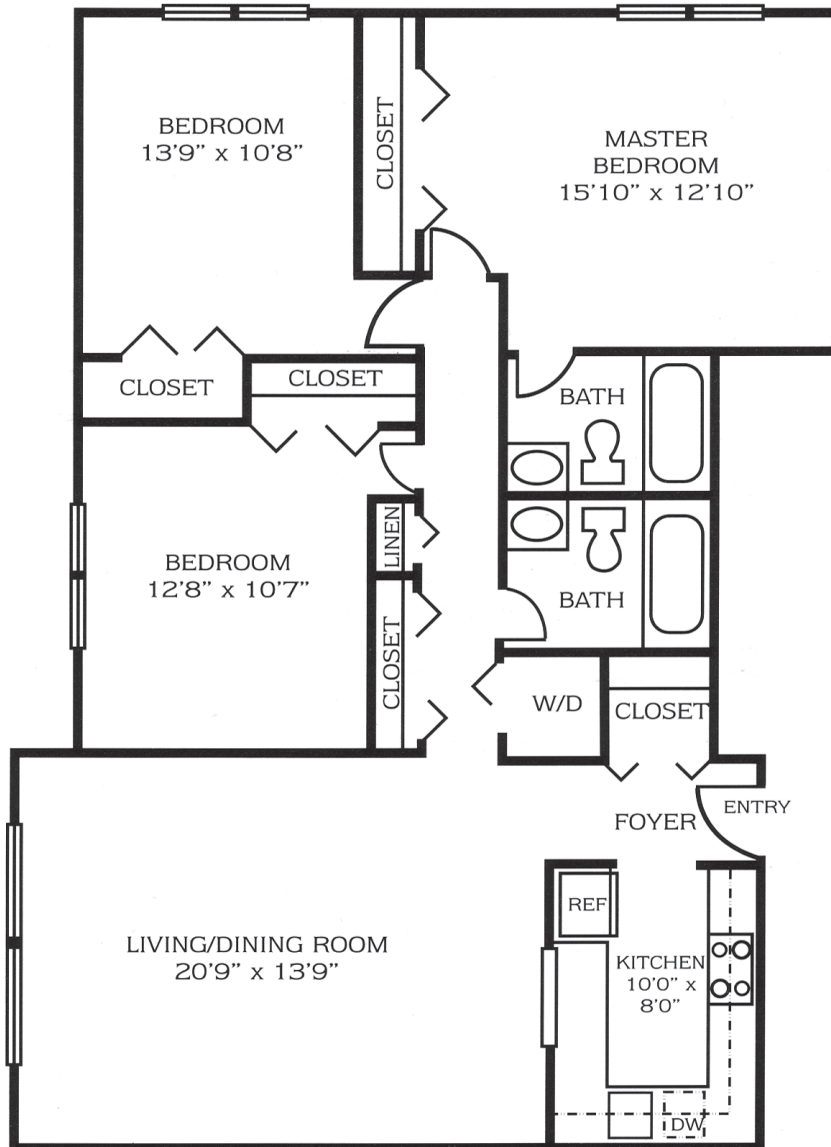 BEDROOM
13'9" x 10'8"
CLOSET
MASTER
BEDROOM
15'10" x 12'10"
CLOSET
CLOSET
BATH
BEDROOM
12'8" x 10'7"
LINEN
BATH
CLOSET
W/D
CLOSET
FOYER
ENTRY
LIVING/DINING ROOM
20'9" x 13'9"
REF
KITCHEN
10'0" x
8'0"
DW